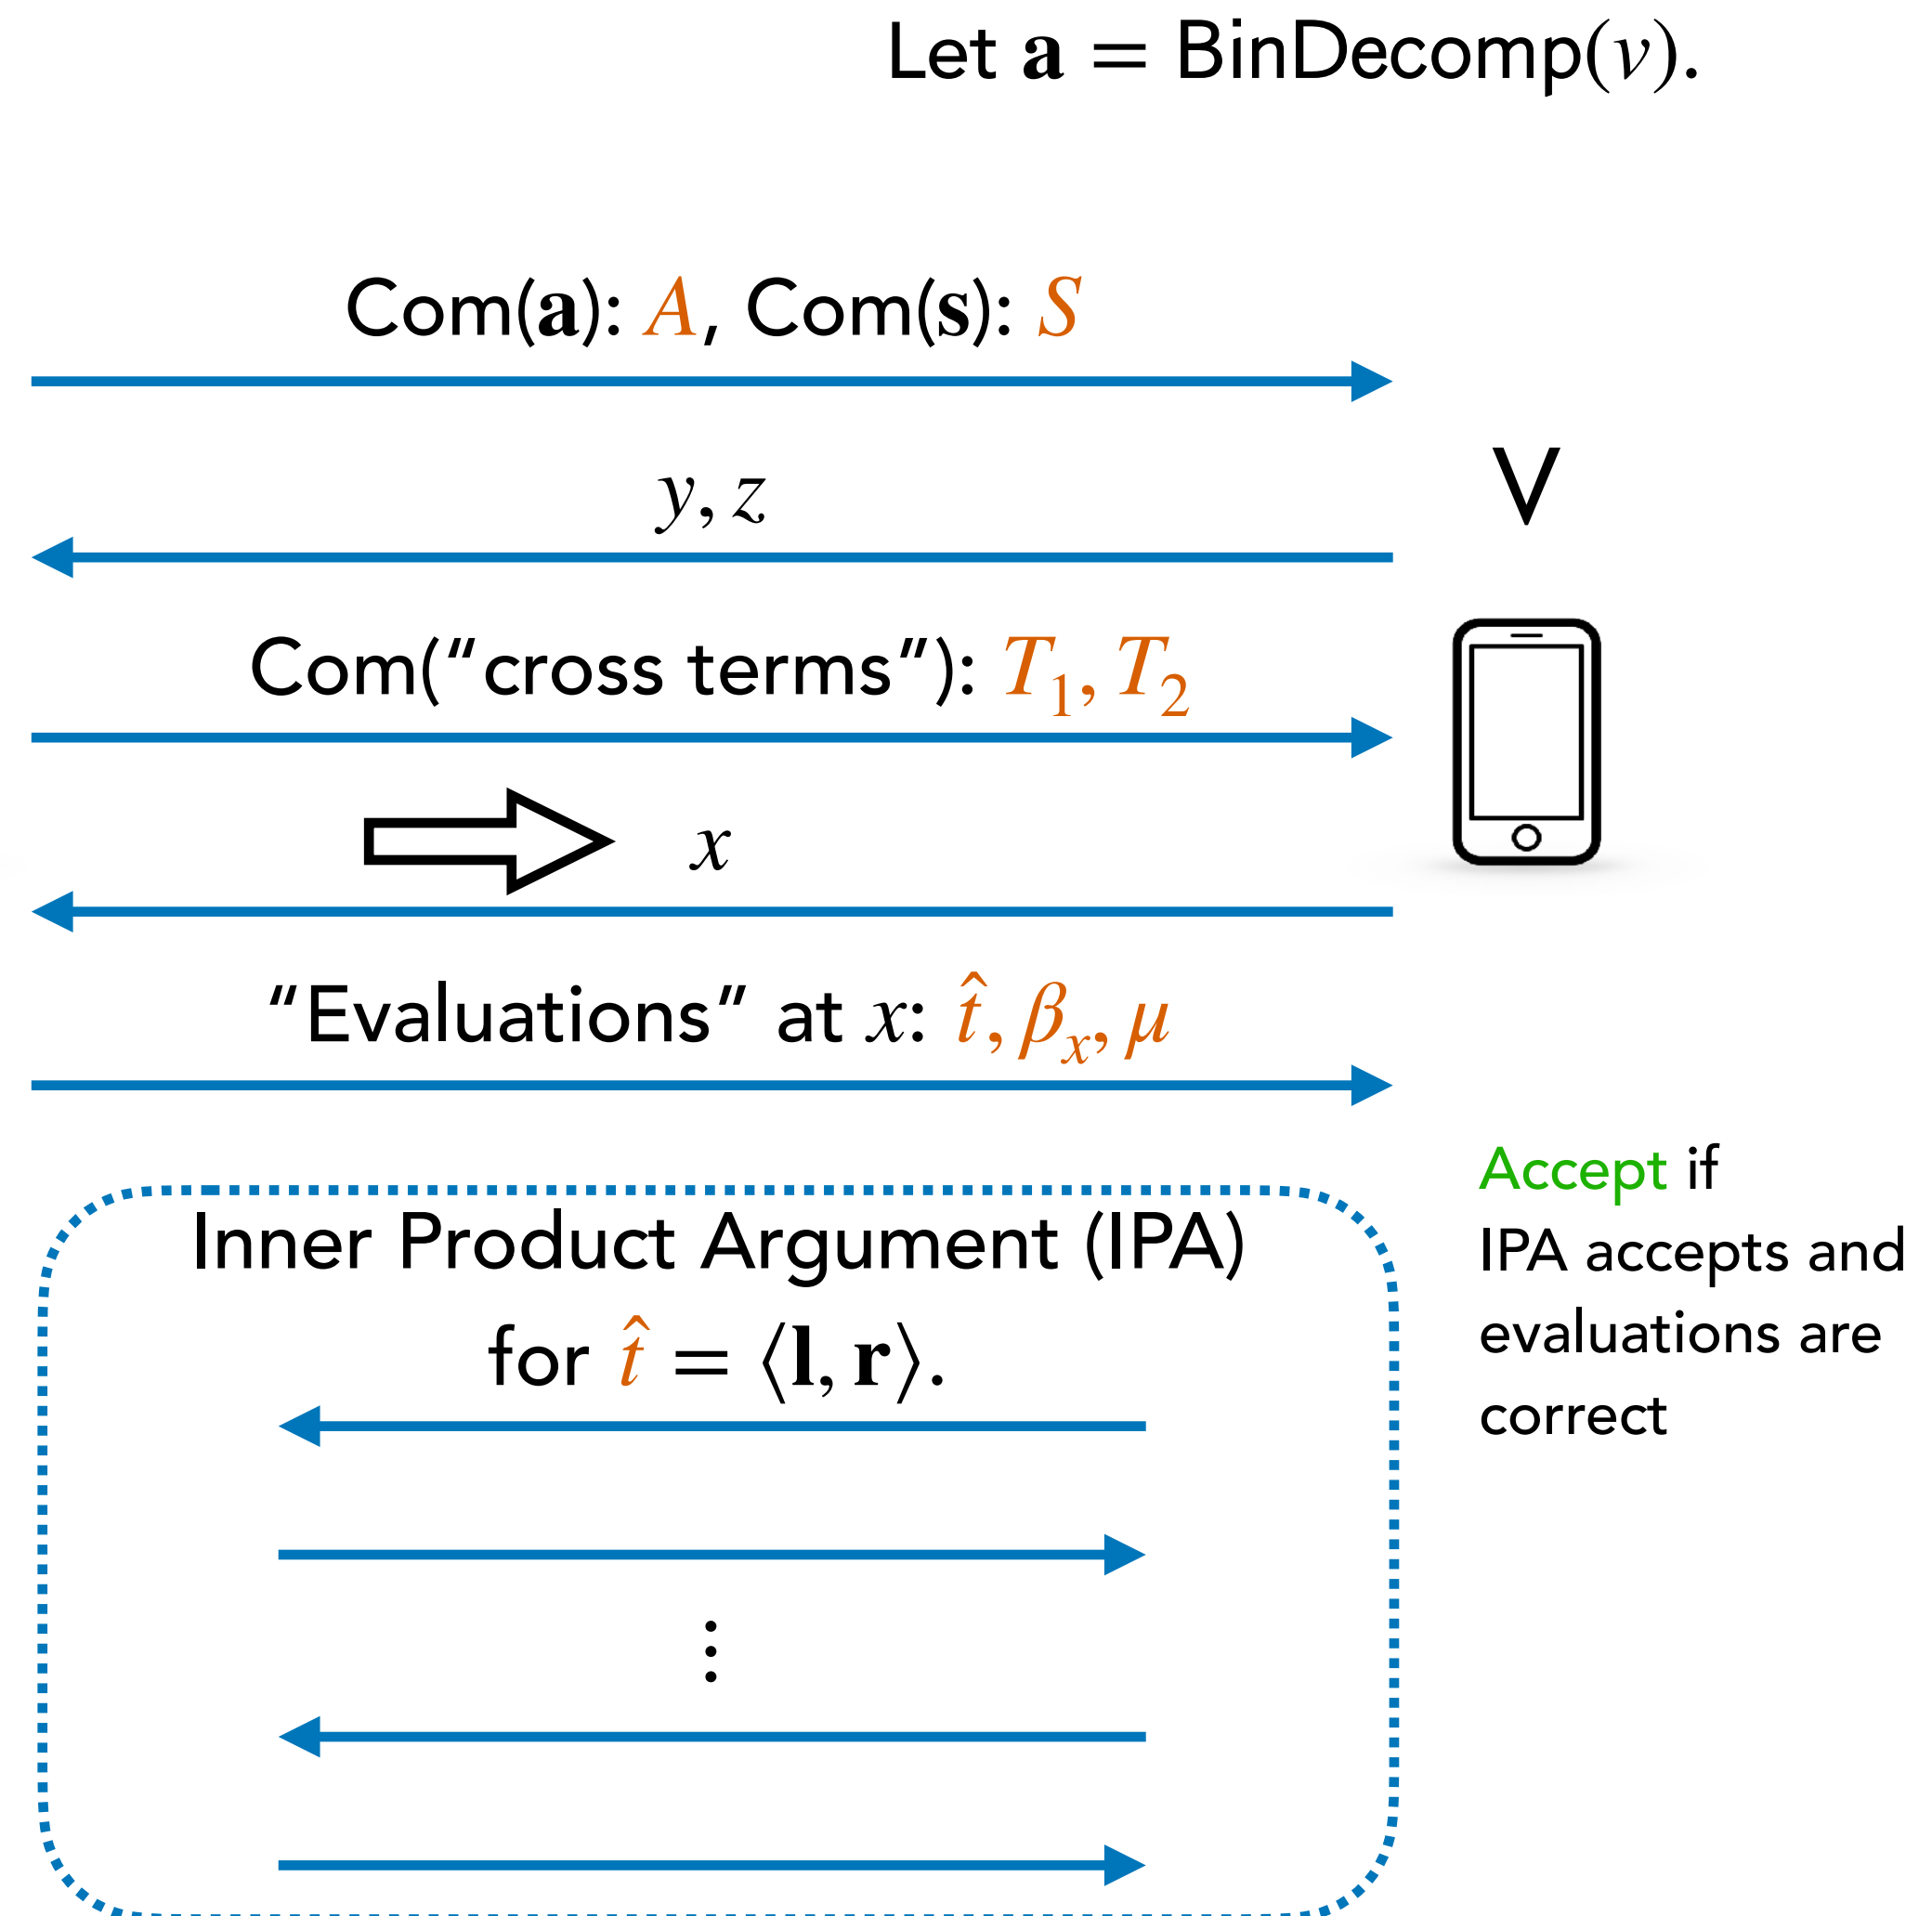 Let a = BinDecomp(v).
Com(a): A, Com(s): S
y, z
V
Com(“cross terms”): T₁, T₂
x
“Evaluations” at x: t̂, βₓ, μ
Accept if
IPA accepts and
evaluations are
correct
Inner Product Argument (IPA)
for t̂ = ⟨l, r⟩.
⋮